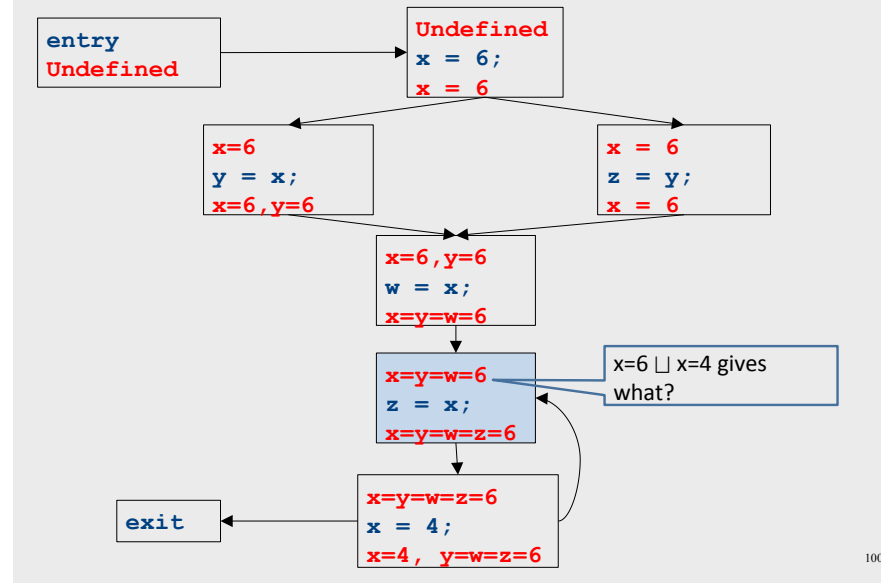 entry
Undefined
Undefined
x = 6;
x = 6
x=6
y = x;
x=6,y=6
x = 6
z = y;
x = 6
x=6,y=6
w = x;
x=y=w=6
x=y=w=6
z = x;
x=y=w=z=6
x=6 ⊔ x=4 gives
what?
x=y=w=z=6
x = 4;
x=4, y=w=z=6
exit
100